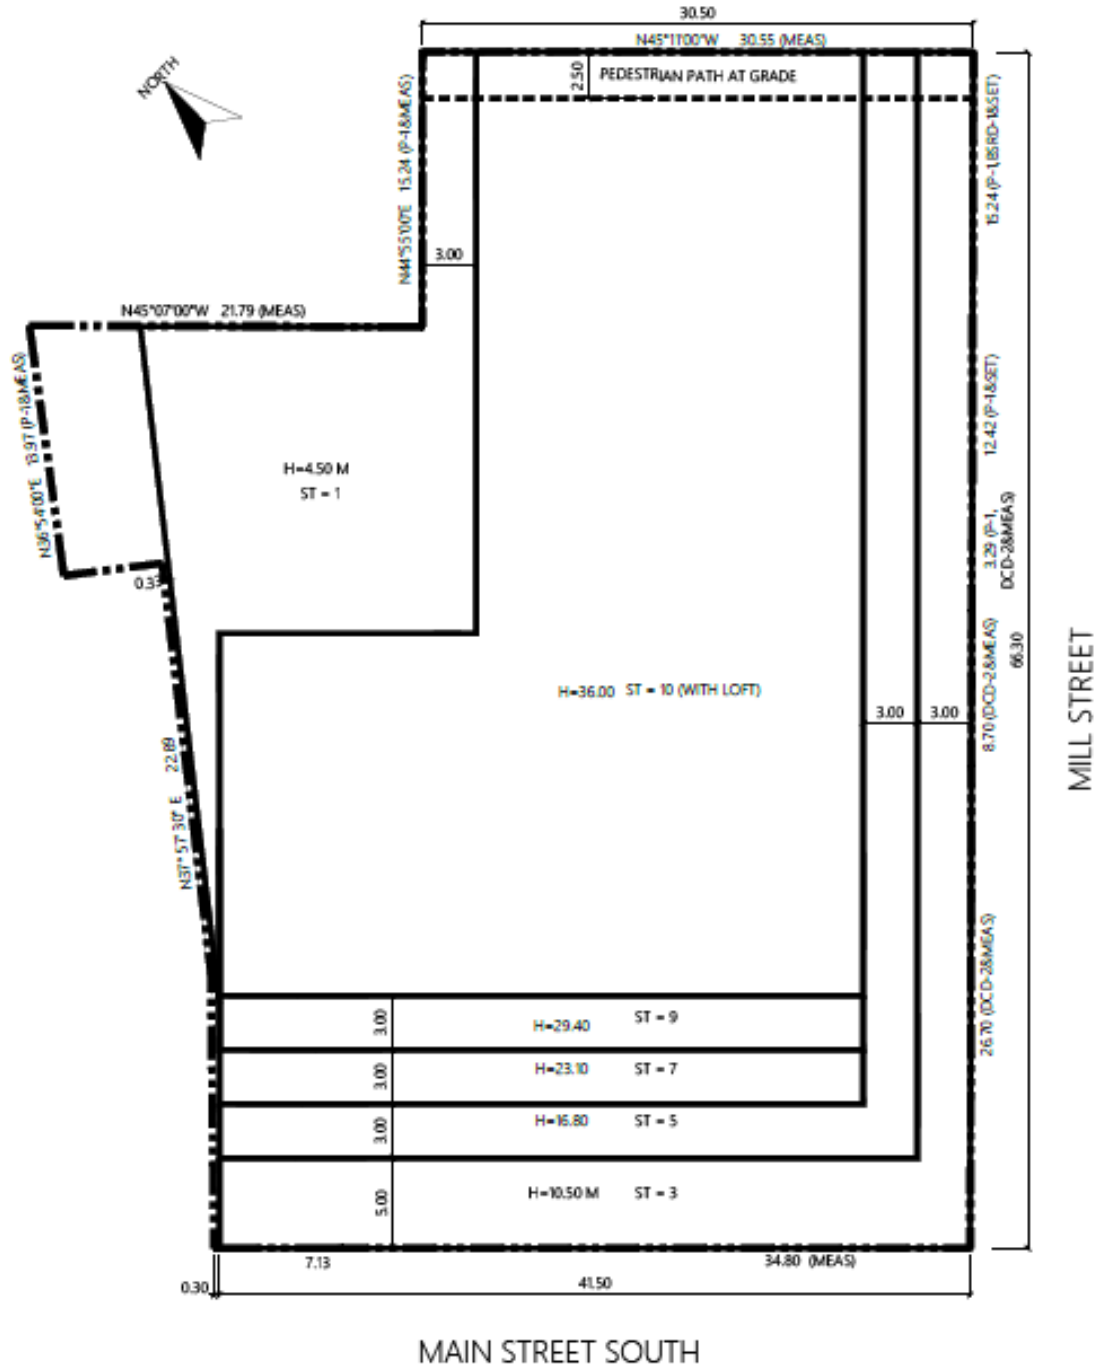 30.50
N45°11'00"W 30.55 (MEAS)
2.50
PEDESTRIAN PATH AT GRADE
NORTH
N44°55'00"E 15.24 (P-1&MEAS)
15.24 (P-1,BSRD-1&SET)
3.00
N45°07'00"W 21.79 (MEAS)
N36°54'00"E 13.97 (P-1&MEAS)
12.42 (P-1&SET)
H=4.50 M
ST = 1
3.29 (P-1,
DCD-2&MEAS)
0.33
66.30
8.70 (DCD-2&MEAS)
MILL STREET
H=36.00 ST = 10 (WITH LOFT)
3.00
3.00
N37°57'30"E 22.89
26.70 (DCD-2&MEAS)
3.00
H=29.40 ST = 9
3.00
H=23.10 ST = 7
3.00
H=16.80 ST = 5
5.00
H=10.50 M ST = 3
7.13
34.80 (MEAS)
0.30
41.50
MAIN STREET SOUTH